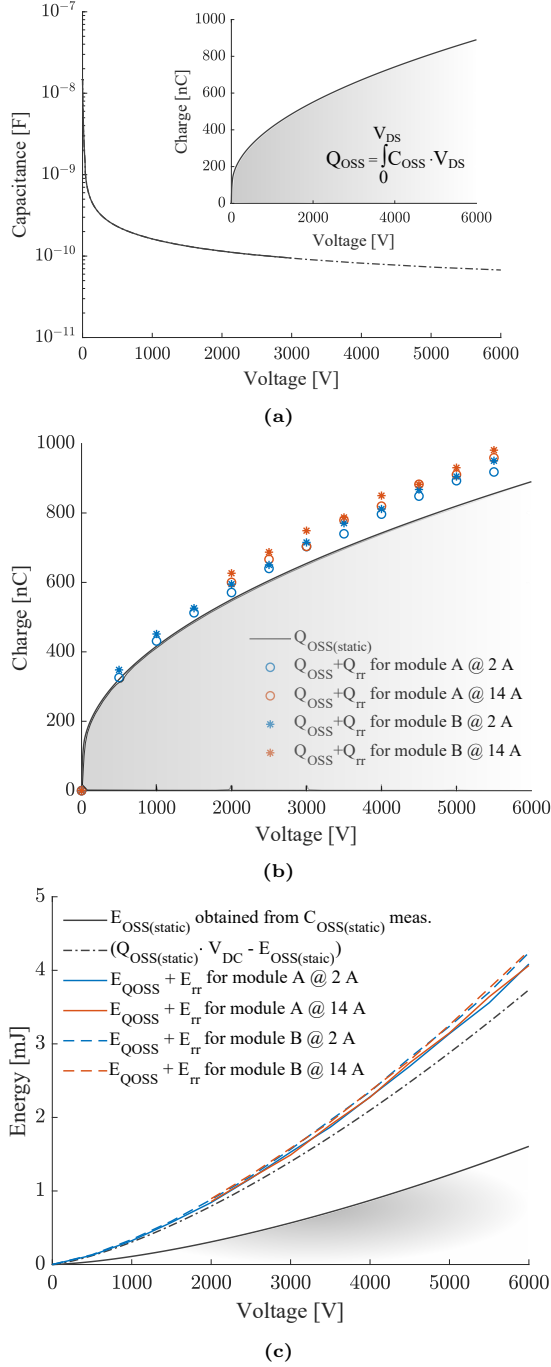 10⁻⁷
10⁻⁸
10⁻⁹
10⁻¹⁰
10⁻¹¹
Capacitance [F]
0 1000 2000 3000 4000 5000 6000
Voltage [V]
1000
800
600
400
200
0
Charge [nC]
V_DS
Q_OSS = ∫ C_OSS · V_DS
0
0 2000 4000 6000
Voltage [V]
(a)
1000
800
600
400
200
0
Charge [nC]
Q_OSS(static)
Q_OSS+Q_rr for module A @ 2 A
Q_OSS+Q_rr for module A @ 14 A
Q_OSS+Q_rr for module B @ 2 A
Q_OSS+Q_rr for module B @ 14 A
0 1000 2000 3000 4000 5000 6000
Voltage [V]
(b)
5
4
3
2
1
0
Energy [mJ]
E_OSS(static) obtained from C_OSS(static) meas.
(Q_OSS(static) · V_DC - E_OSS(staic))
E_QOSS + E_rr for module A @ 2 A
E_QOSS + E_rr for module A @ 14 A
E_QOSS + E_rr for module B @ 2 A
E_QOSS + E_rr for module B @ 14 A
0 1000 2000 3000 4000 5000 6000
Voltage [V]
(c)